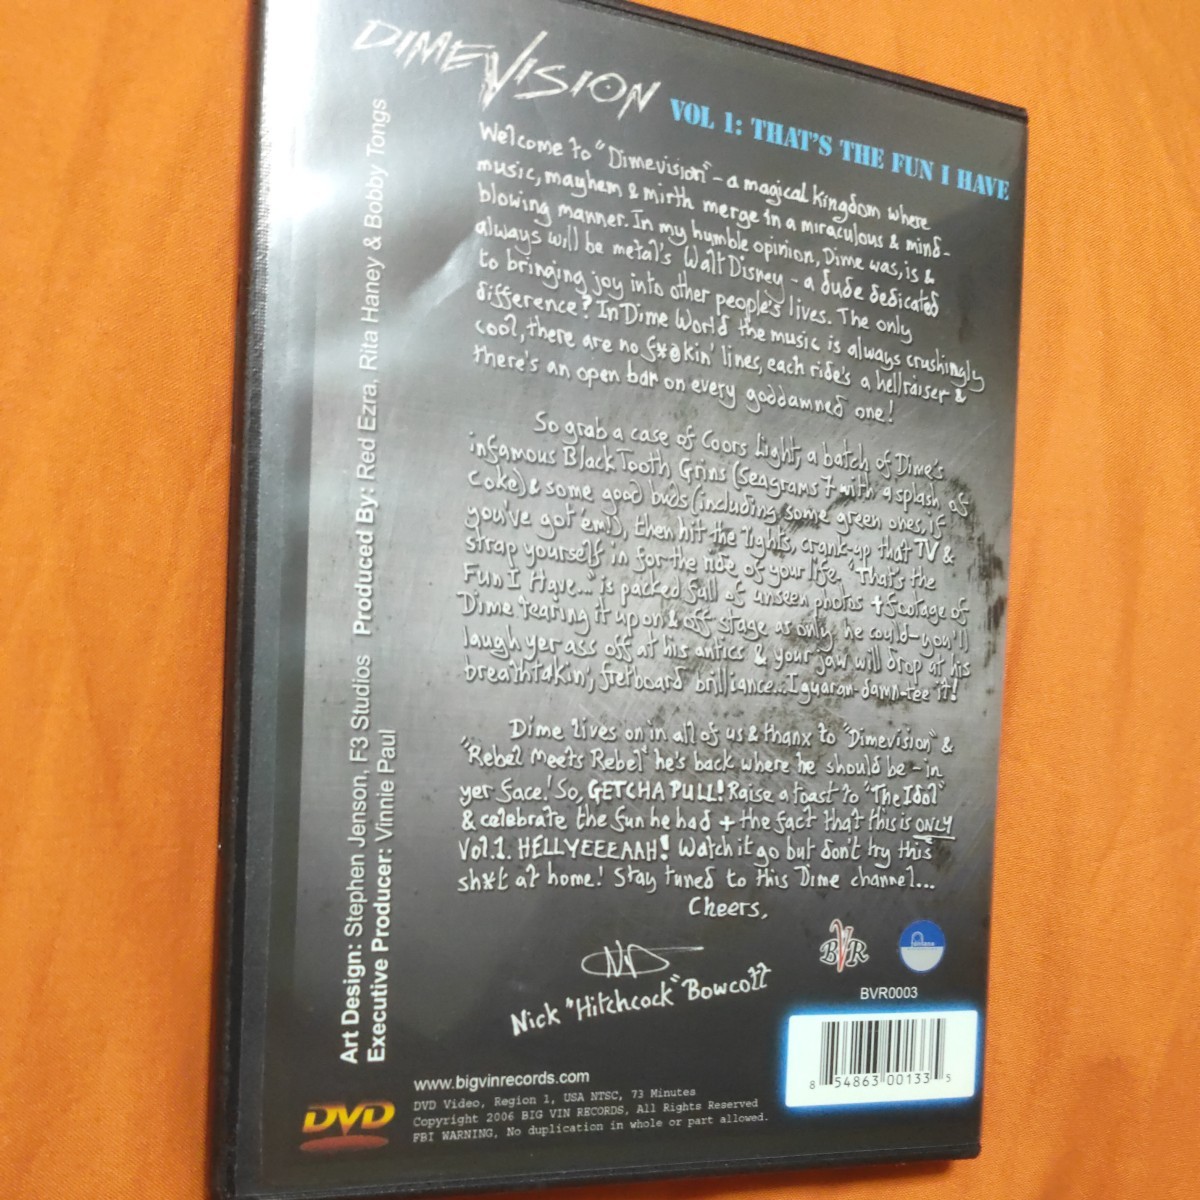 DIMEVISION
VOL 1: THAT'S THE FUN I HAVE
Welcome to "Dimevision" - a magical kingdom where
music, mayhem & mirth merge in a miraculous & mind-
blowing manner. In my humble opinion, Dime was, is &
always will be metal's Walt Disney - a dude dedicated
to bringing joy into other people's lives. The only
difference? In Dime World the music is always crushingly
cool, there are no f*@kin' lines, each ride's a hellraiser &
there's an open bar on every goddamned one!
So grab a case of Coors Light, a batch of Dime's
infamous Black Tooth Grins (Seagrams 7 with a splash of
Coke) & some good buds (including some green ones, if
you've got 'em!), then hit the lights, crank-up that TV &
strap yourself in for the ride of your life. "That's the
Fun I Have..." is packed full of unseen photos + footage of
Dime tearing it up on & off stage as only he could - you'll
laugh yer ass off at his antics & your jaw will drop at his
breathtakin', fretboard brilliance... I guaran-damn-tee it!
Dime lives on in all of us & thanx to "Dimevision" &
"Rebel Meets Rebel" he's back where he should be - in
yer face! So, GETCHA PULL! Raise a toast to "The Idol"
& celebrate the fun he had + the fact that this is ONLY
Vol.1. HELLYEEEAAH! Watch it go but don't try this
sh*t at home! Stay tuned to this Dime channel...
Cheers,
Nick "Hitchcock" Bowcott
Art Design: Stephen Jenson, F3 Studios Produced By: Red Ezra, Rita Haney & Bobby Tongs
Executive Producer: Vinnie Paul
BVR
BVR0003
8 54863 00133 5
www.bigvinrecords.com
DVD
DVD Video, Region 1, USA NTSC, 73 Minutes
Copyright 2006 BIG VIN RECORDS, All Rights Reserved
FBI WARNING, No duplication in whole or part allowed.